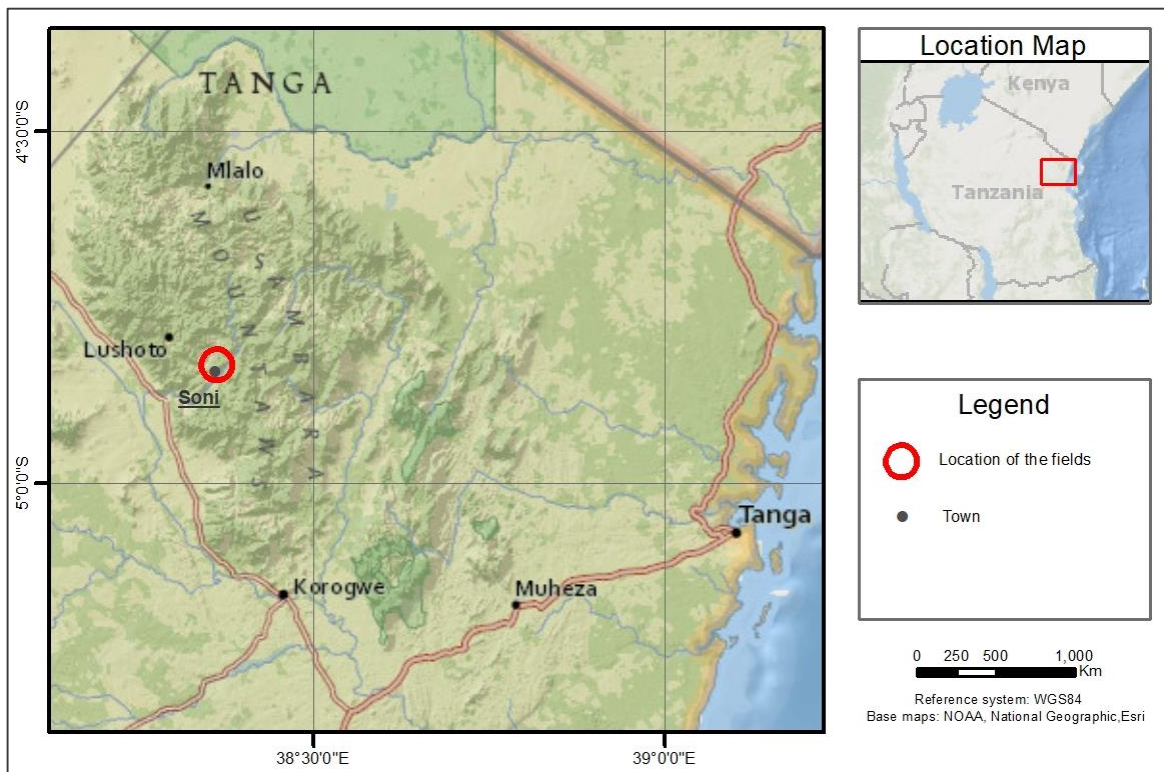 TANGA
4°30'0"S
Mlalo
USAMBARA
MOUNTAINS
Lushoto
Soni
5°0'0"S
Tanga
Korogwe
Muheza
38°30'0"E
39°0'0"E
Location Map
Kenya
Tanzania
Legend
Location of the fields
Town
0 250 500 1,000
Km
Reference system: WGS84
Base maps: NOAA, National Geographic,Esri